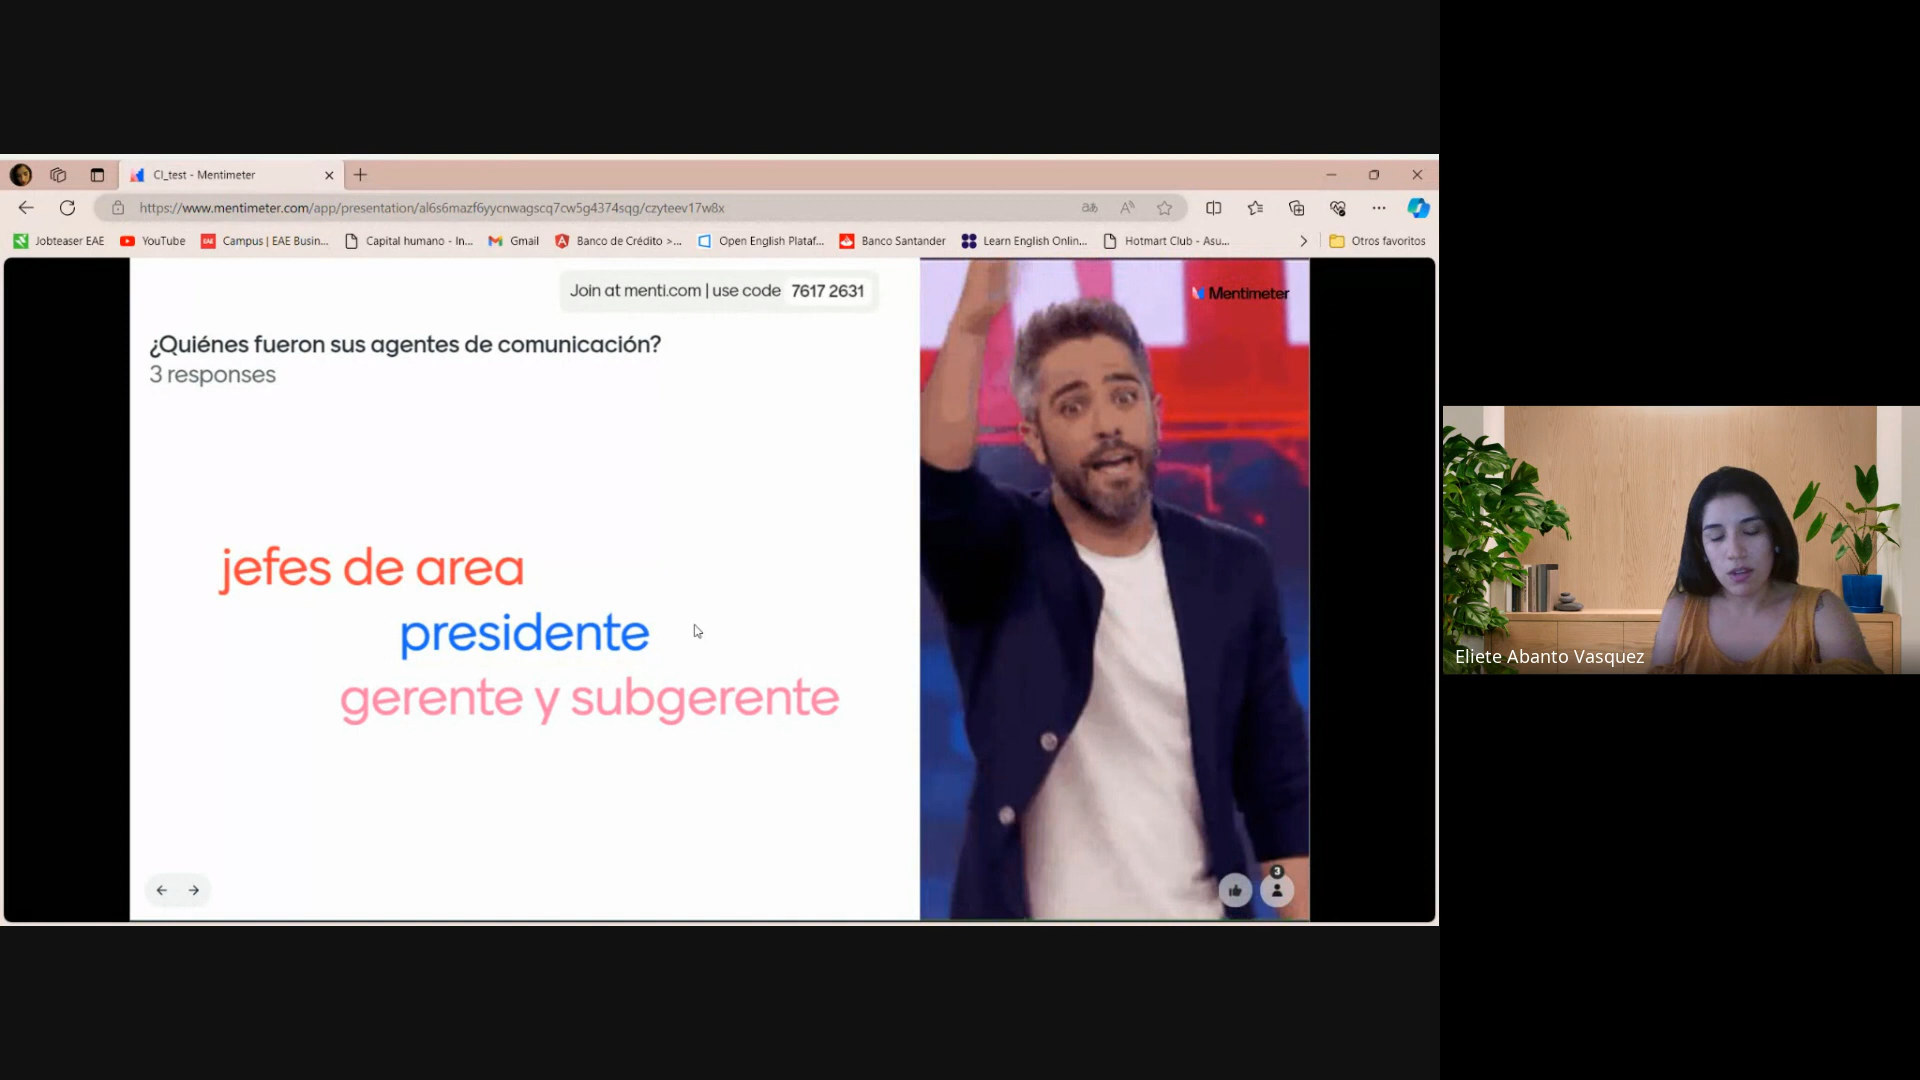 CI_test - Mentimeter
https://www.mentimeter.com/app/presentation/al6s6mazf6yycnwagscq7cw5g4374sqg/czyteev17w8x
Jobteaser EAE
YouTube
EAE
Campus | EAE Busin...
Capital humano - In...
Gmail
Banco de Crédito >...
Open English Plataf...
Banco Santander
Learn English Onlin...
Hotmart Club - Asu...
Otros favoritos
Join at menti.com | use code 7617 2631
Mentimeter
¿Quiénes fueron sus agentes de comunicación?
3 responses
jefes de area
presidente
gerente y subgerente
3
Eliete Abanto Vasquez